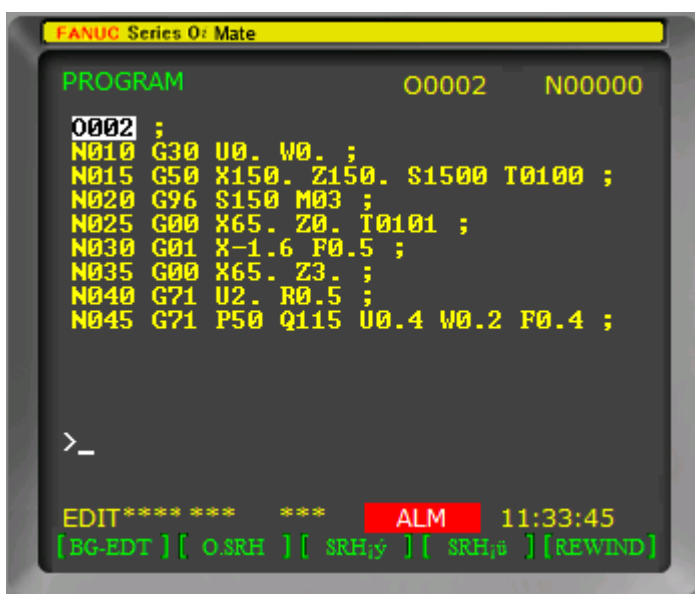 FANUC Series 0i Mate
PROGRAM O0002 N00000
O002 ;
N010 G30 U0. W0. ;
N015 G50 X150. Z150. S1500 T0100 ;
N020 G96 S150 M03 ;
N025 G00 X65. Z0. T0101 ;
N030 G01 X-1.6 F0.5 ;
N035 G00 X65. Z3. ;
N040 G71 U2. R0.5 ;
N045 G71 P50 Q115 U0.4 W0.2 F0.4 ;
>_
EDIT**** *** *** ALM 11:33:45
[BG-EDT ][ O.SRH ][ SRH¡ý ][ SRH¡ü ][REWIND]